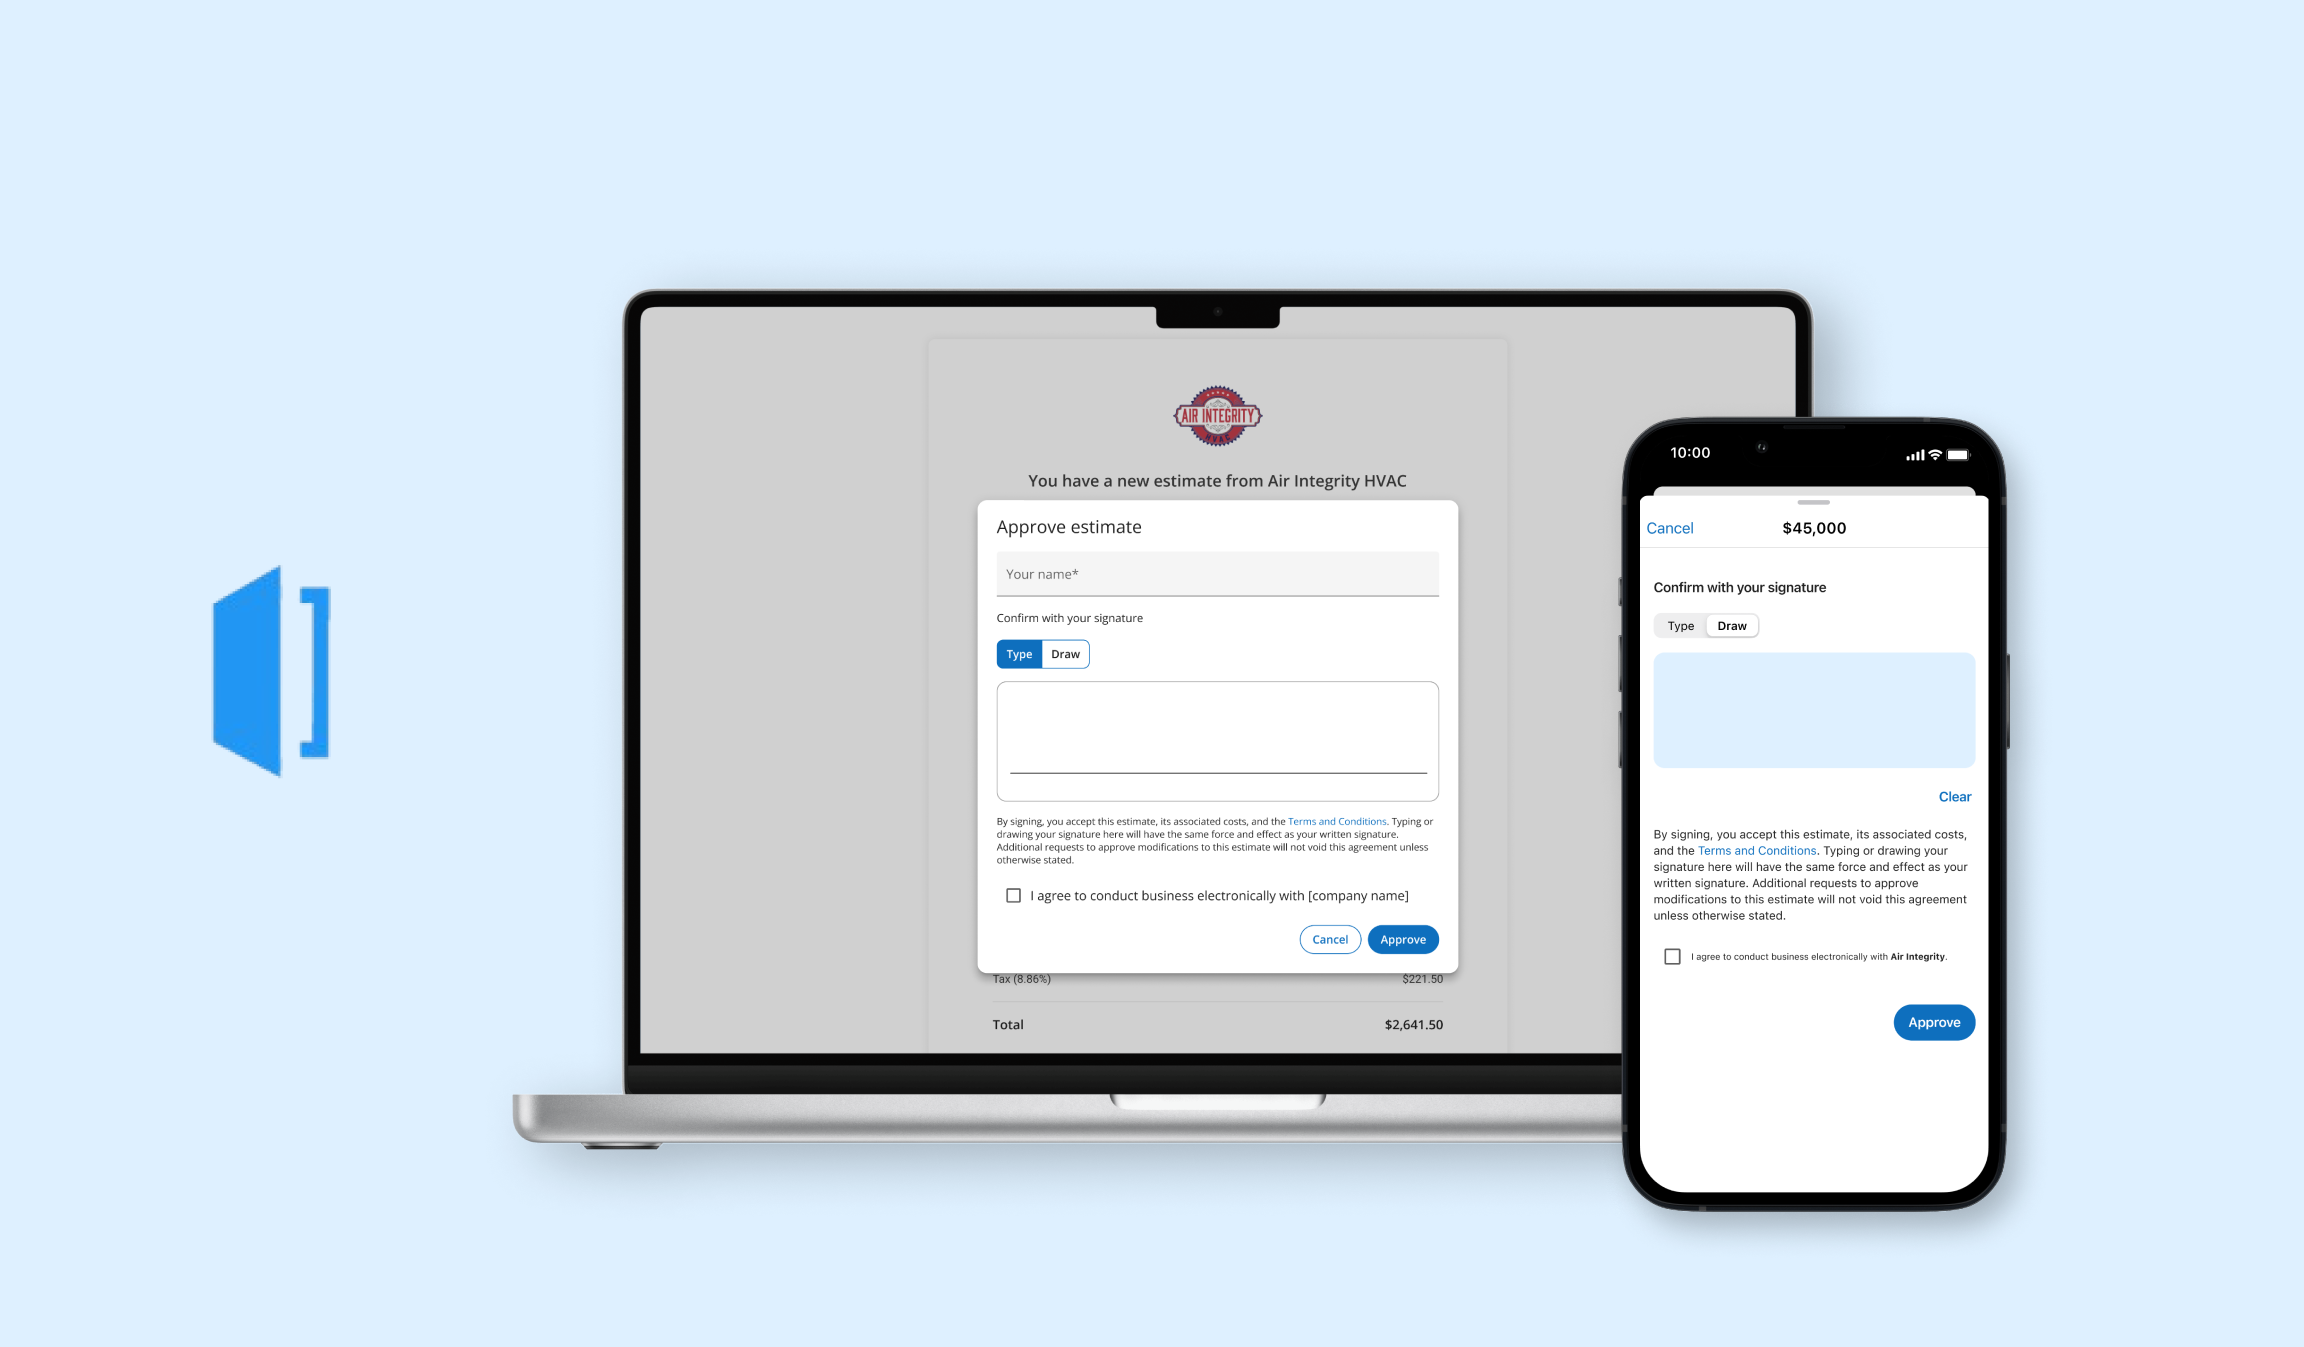 AIR INTEGRITY
HVAC
You have a new estimate from Air Integrity HVAC
Approve estimate
Your name*
Confirm with your signature
Type Draw
By signing, you accept this estimate, its associated costs, and the Terms and Conditions. Typing or
drawing your signature here will have the same force and effect as your written signature.
Additional requests to approve modifications to this estimate will not void this agreement unless
otherwise stated.
I agree to conduct business electronically with [company name]
Cancel Approve
Tax (8.86%) $221.50
Total $2,641.50
10:00
Cancel $45,000
Confirm with your signature
Type Draw
Clear
By signing, you accept this estimate, its associated costs,
and the Terms and Conditions. Typing or drawing your
signature here will have the same force and effect as your
written signature. Additional requests to approve
modifications to this estimate will not void this agreement
unless otherwise stated.
I agree to conduct business electronically with Air Integrity.
Approve